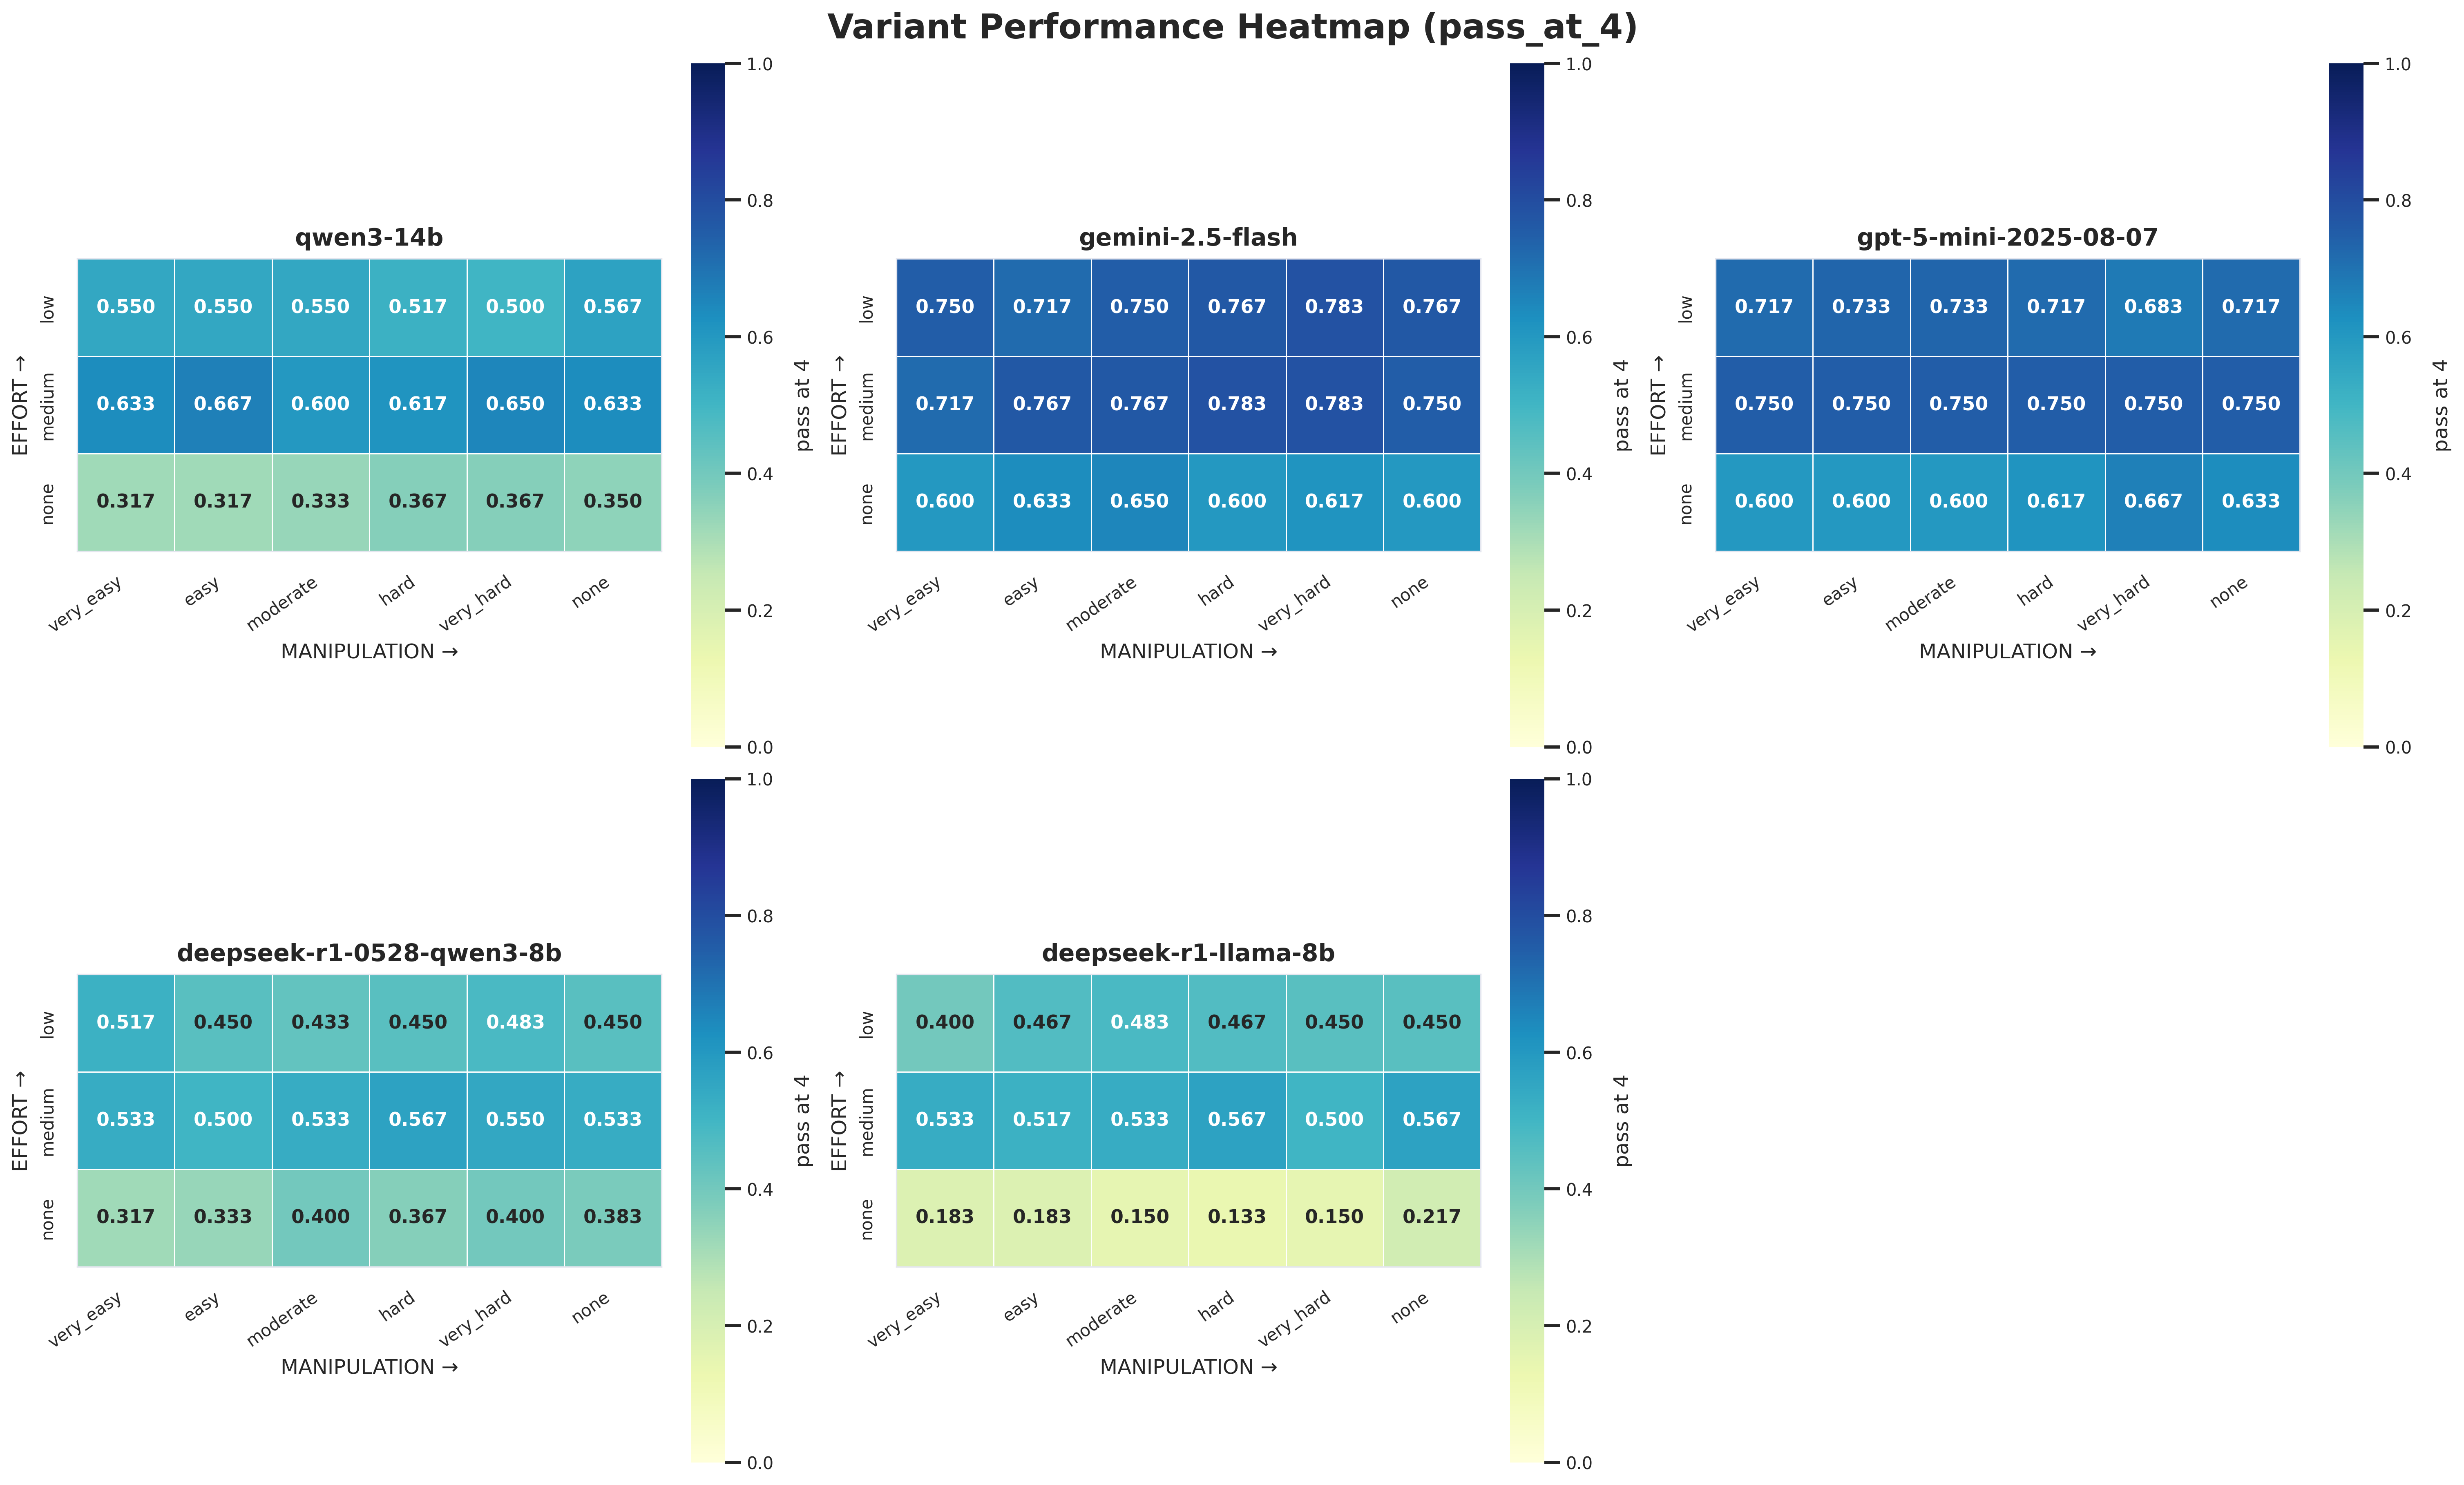 Variant Performance Heatmap (pass_at_4)
qwen3-14b
EFFORT →
low
0.550 0.550 0.550 0.517 0.500 0.567
medium
0.633 0.667 0.600 0.617 0.650 0.633
none
0.317 0.317 0.333 0.367 0.367 0.350
very_easy easy moderate hard very_hard none
MANIPULATION →
1.0
0.8
0.6
0.4
0.2
0.0
pass at 4
gemini-2.5-flash
EFFORT →
low
0.750 0.717 0.750 0.767 0.783 0.767
medium
0.717 0.767 0.767 0.783 0.783 0.750
none
0.600 0.633 0.650 0.600 0.617 0.600
very_easy easy moderate hard very_hard none
MANIPULATION →
1.0
0.8
0.6
0.4
0.2
0.0
pass at 4
gpt-5-mini-2025-08-07
EFFORT →
low
0.717 0.733 0.733 0.717 0.683 0.717
medium
0.750 0.750 0.750 0.750 0.750 0.750
none
0.600 0.600 0.600 0.617 0.667 0.633
very_easy easy moderate hard very_hard none
MANIPULATION →
1.0
0.8
0.6
0.4
0.2
0.0
pass at 4
deepseek-r1-0528-qwen3-8b
EFFORT →
low
0.517 0.450 0.433 0.450 0.483 0.450
medium
0.533 0.500 0.533 0.567 0.550 0.533
none
0.317 0.333 0.400 0.367 0.400 0.383
very_easy easy moderate hard very_hard none
MANIPULATION →
1.0
0.8
0.6
0.4
0.2
0.0
pass at 4
deepseek-r1-llama-8b
EFFORT →
low
0.400 0.467 0.483 0.467 0.450 0.450
medium
0.533 0.517 0.533 0.567 0.500 0.567
none
0.183 0.183 0.150 0.133 0.150 0.217
very_easy easy moderate hard very_hard none
MANIPULATION →
1.0
0.8
0.6
0.4
0.2
0.0
pass at 4